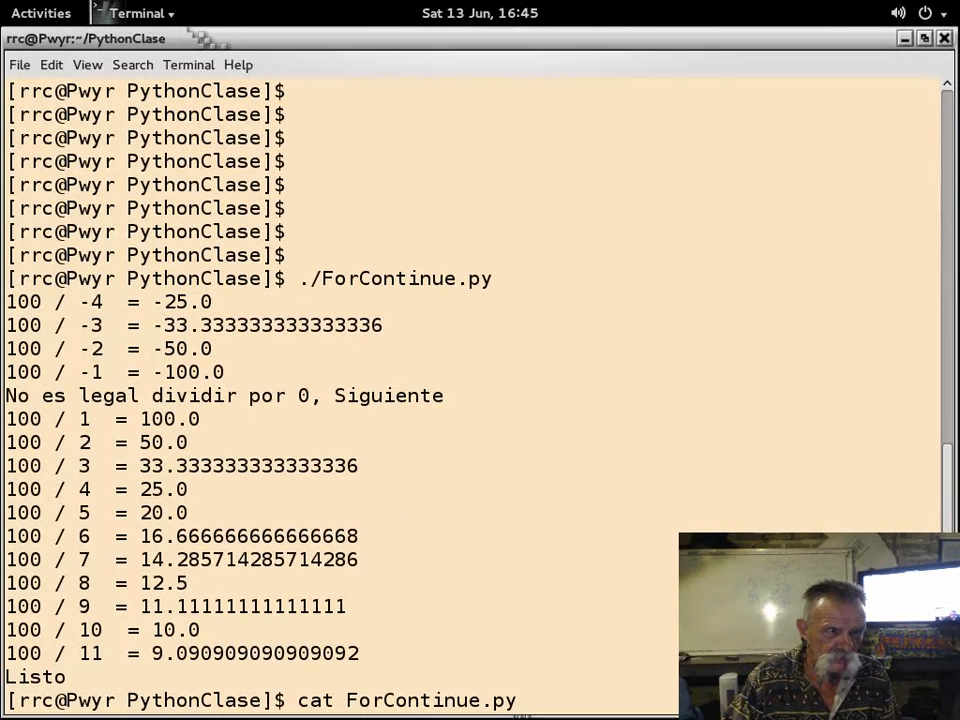 Activities Terminal Sat 13 Jun, 16:45
rrc@Pwyr:~/PythonClase
File Edit View Search Terminal Help
[rrc@Pwyr PythonClase]$
[rrc@Pwyr PythonClase]$
[rrc@Pwyr PythonClase]$
[rrc@Pwyr PythonClase]$
[rrc@Pwyr PythonClase]$
[rrc@Pwyr PythonClase]$
[rrc@Pwyr PythonClase]$
[rrc@Pwyr PythonClase]$
[rrc@Pwyr PythonClase]$ ./ForContinue.py
100 / -4  = -25.0
100 / -3  = -33.333333333333336
100 / -2  = -50.0
100 / -1  = -100.0
No es legal dividir por 0, Siguiente
100 / 1  = 100.0
100 / 2  = 50.0
100 / 3  = 33.333333333333336
100 / 4  = 25.0
100 / 5  = 20.0
100 / 6  = 16.666666666666668
100 / 7  = 14.285714285714286
100 / 8  = 12.5
100 / 9  = 11.11111111111111
100 / 10  = 10.0
100 / 11  = 9.090909090909092
Listo
[rrc@Pwyr PythonClase]$ cat ForContinue.py